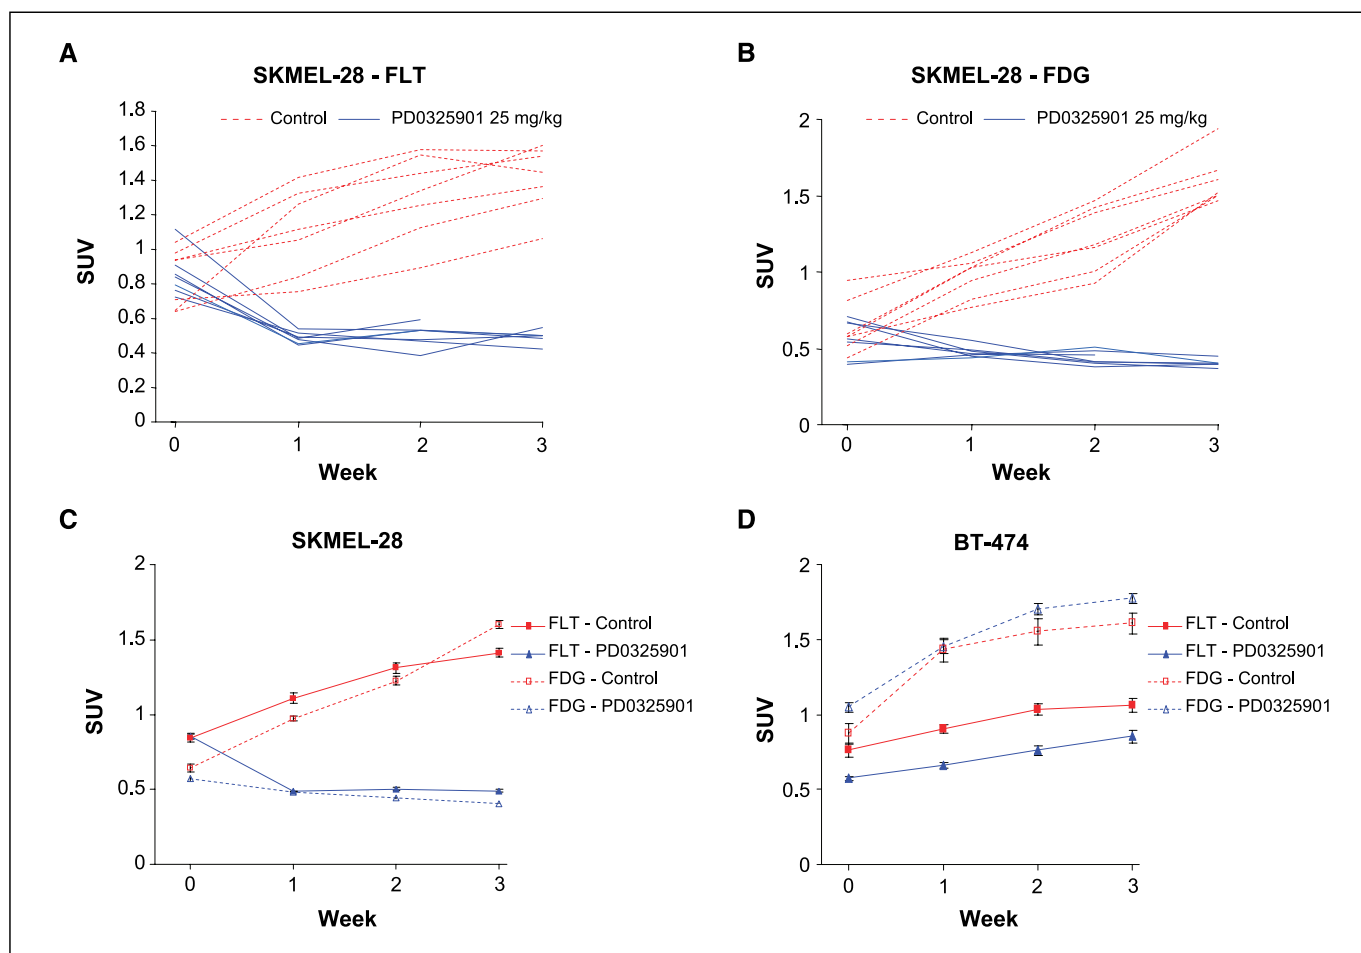 A
SKMEL-28 - FLT
Control PD0325901 25 mg/kg
1.8
1.6
1.4
1.2
1
0.8
0.6
0.4
0.2
0
SUV
0 1 2 3
Week
B
SKMEL-28 - FDG
Control PD0325901 25 mg/kg
2
1.5
1
0.5
0
SUV
0 1 2 3
Week
C
SKMEL-28
2
1.5
1
0.5
0
SUV
0 1 2 3
Week
FLT - Control
FLT - PD0325901
FDG - Control
FDG - PD0325901
D
BT-474
2
1.5
1
0.5
0
SUV
0 1 2 3
Week
FLT - Control
FLT - PD0325901
FDG - Control
FDG - PD0325901